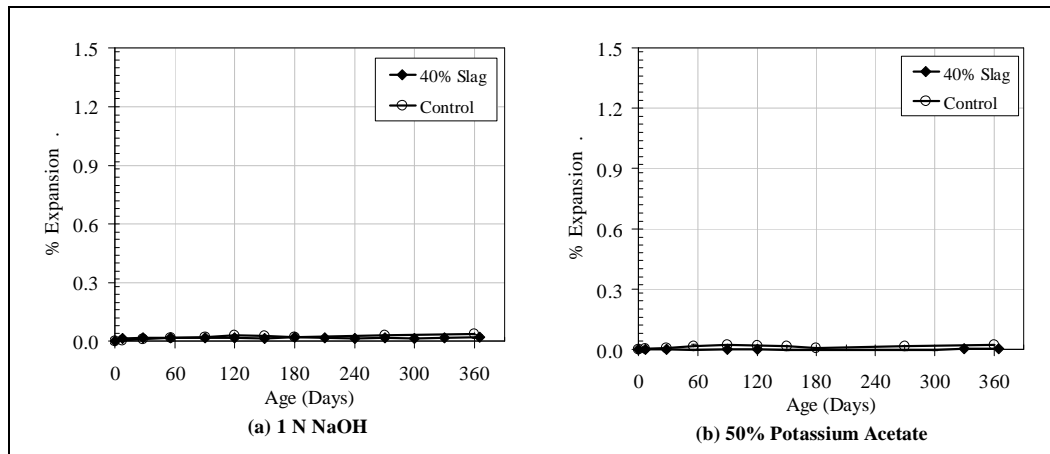 1.5
1.2
0.9
0.6
0.3
0.0
% Expansion .
40% Slag
Control
0 60 120 180 240 300 360
Age (Days)
(a) 1 N NaOH
1.5
1.2
0.9
0.6
0.3
0.0
% Expansion .
40% Slag
Control
0 60 120 180 240 300 360
Age (Days)
(b) 50% Potassium Acetate